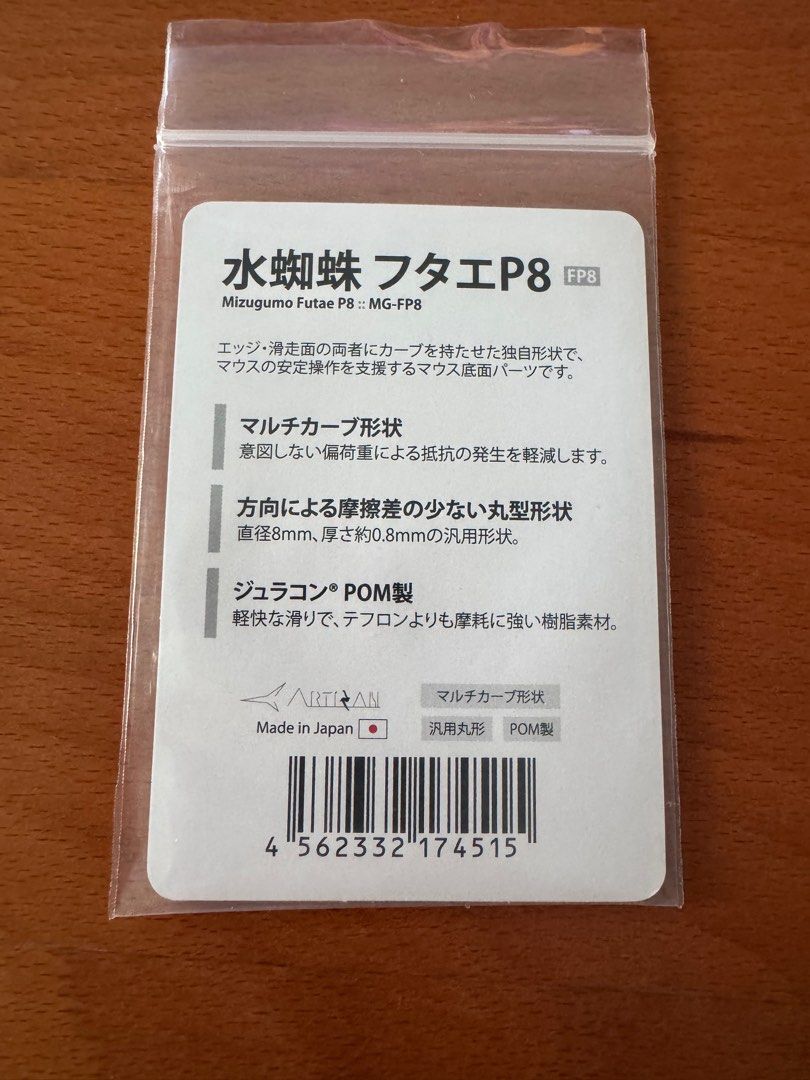 水蜘蛛 フタエP8 FP8
Mizugumo Futae P8 :: MG-FP8
エッジ・滑走面の両者にカーブを持たせた独自形状で、
マウスの安定操作を支援するマウス底面パーツです。
マルチカーブ形状
意図しない偏荷重による抵抗の発生を軽減します。
方向による摩擦差の少ない丸型形状
直径8mm、厚さ約0.8mmの汎用形状。
ジュラコン® POM製
軽快な滑りで、テフロンよりも摩耗に強い樹脂素材。
ARTISAN
マルチカーブ形状
Made in Japan
汎用丸形 POM製
4 562332 174515